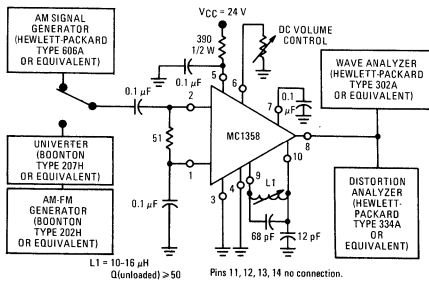 AM SIGNAL
GENERATOR
(HEWLETT-PACKARD
TYPE 606A
OR EQUIVALENT)
VCC = 24 V
390
1/2 W
0.1
μF
DC VOLUME
CONTROL
WAVE ANALYZER
(HEWLETT-PACKARD
TYPE 302A
OR EQUIVALENT)
0.1 μF
2
5
6
7
0.1
μF
51
MC1358
8
10
UNIVERTER
(BOONTON
TYPE 207H
OR EQUIVALENT)
1
3
4
9
L1
AM-FM
GENERATOR
(BOONTON
TYPE 202H
OR EQUIVALENT)
0.1 μF
68 pF
12 pF
DISTORTION
ANALYZER
(HEWLETT-
PACKARD
TYPE 334A
OR
EQUIVALENT)
L1 = 10–16 μH
Q(unloaded) ≥ 50
Pins 11, 12, 13, 14 no connection.